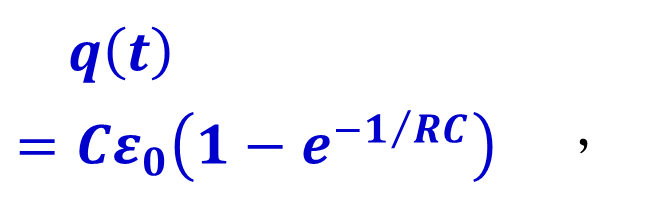 q(t)
= Cε₀(1 − e^{−1/RC}) ,